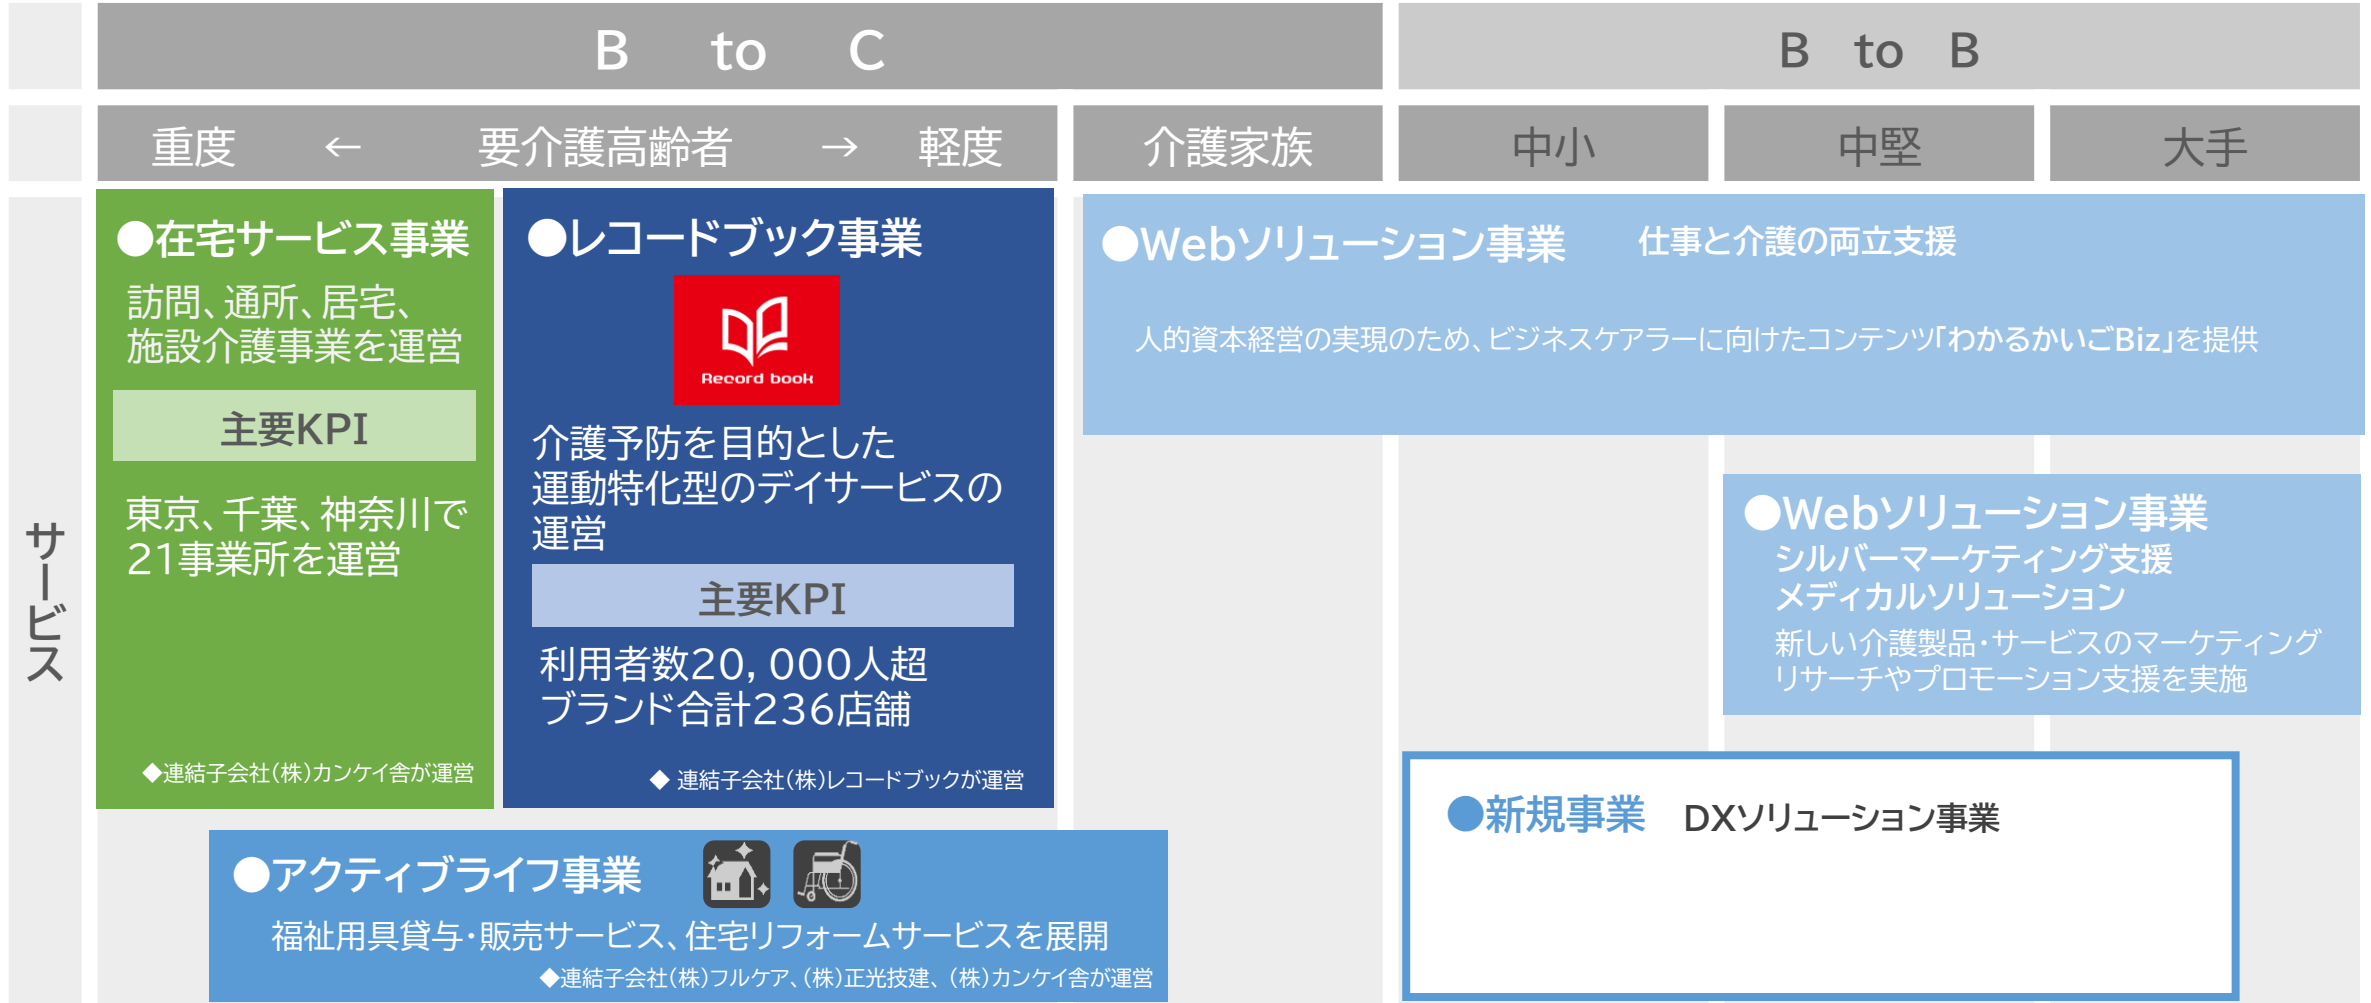 B to C
B to B
重度 ← 要介護高齢者 → 軽度
介護家族
中小
中堅
大手
サービス
●在宅サービス事業
訪問、通所、居宅、
施設介護事業を運営
主要KPI
東京、千葉、神奈川で
21事業所を運営
◆連結子会社(株)カンケイ舎が運営
●レコードブック事業
Record book
介護予防を目的とした
運動特化型のデイサービスの
運営
主要KPI
利用者数20,000人超
ブランド合計236店舗
◆ 連結子会社(株)レコードブックが運営
●Webソリューション事業 仕事と介護の両立支援
人的資本経営の実現のため、ビジネスケアラーに向けたコンテンツ「わかるかいごBiz」を提供
●Webソリューション事業
シルバーマーケティング支援
メディカルソリューション
新しい介護製品・サービスのマーケティング
リサーチやプロモーション支援を実施
●新規事業 DXソリューション事業
●アクティブライフ事業
福祉用具貸与・販売サービス、住宅リフォームサービスを展開
◆連結子会社(株)フルケア、(株)正光技建、(株)カンケイ舎が運営